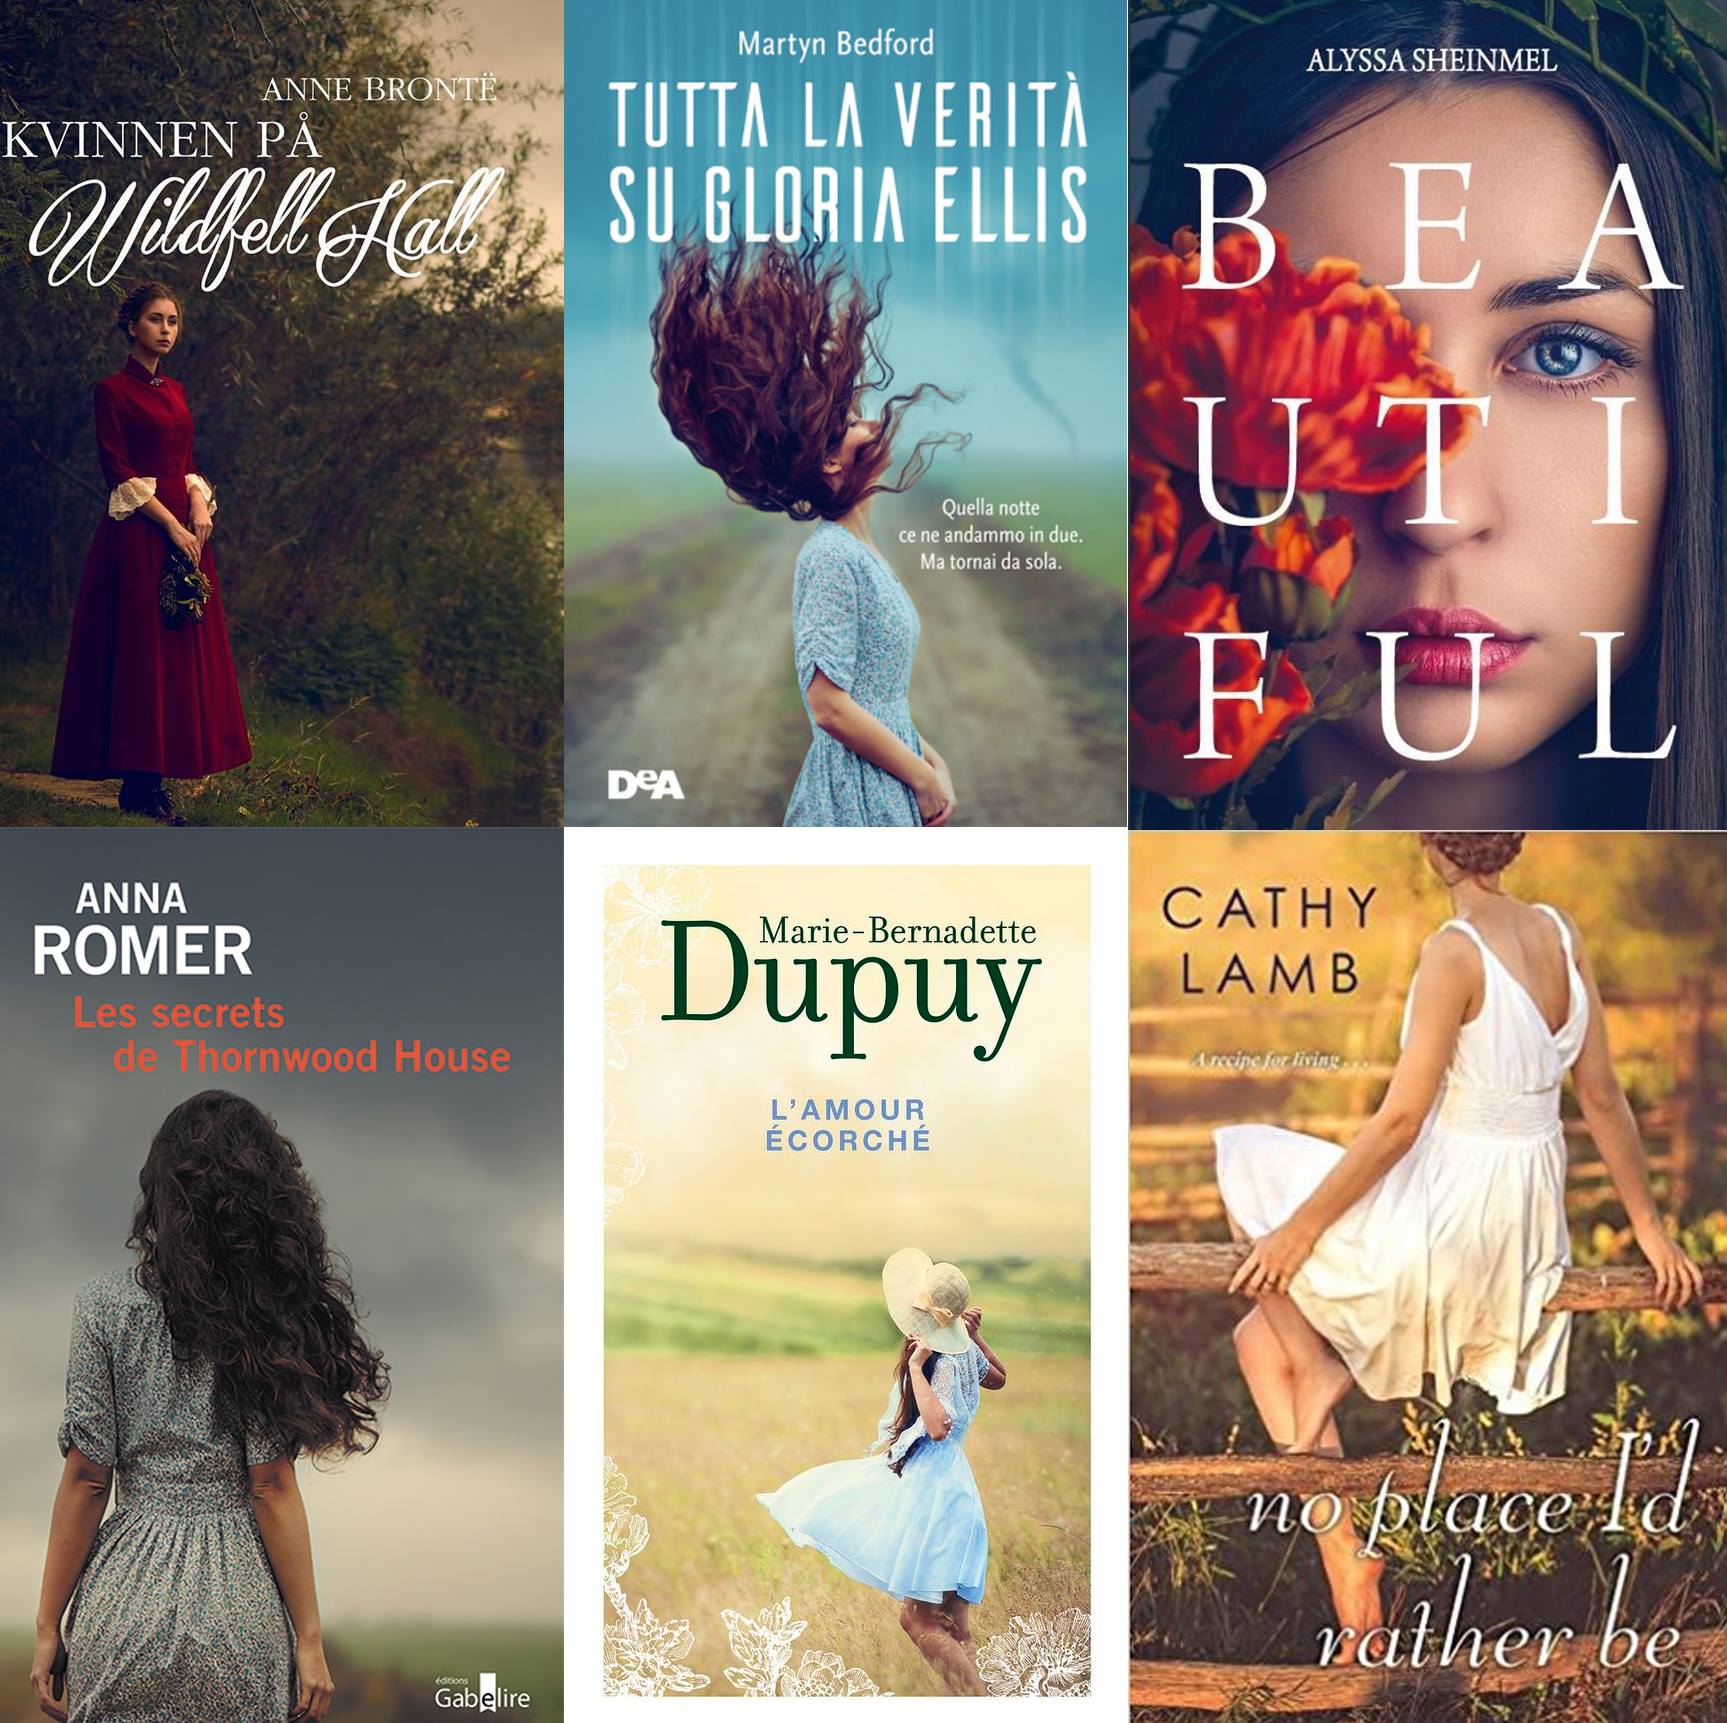 ANNE BRONTË
KVINNEN PÅ
Wildfell Hall
Martyn Bedford
TUTTA LA VERITÀ
SU GLORIA ELLIS
Quella notte
ce ne andammo in due.
Ma tornai da sola.
DeA
ALYSSA SHEINMEL
BEA
UTI
FUL
ANNA
ROMER
Les secrets
de Thornwood House
éditions
Gabelire
Marie-Bernadette
Dupuy
L'AMOUR
ÉCORCHÉ
CATHY
LAMB
A recipe for living . . .
no place I'd
rather be